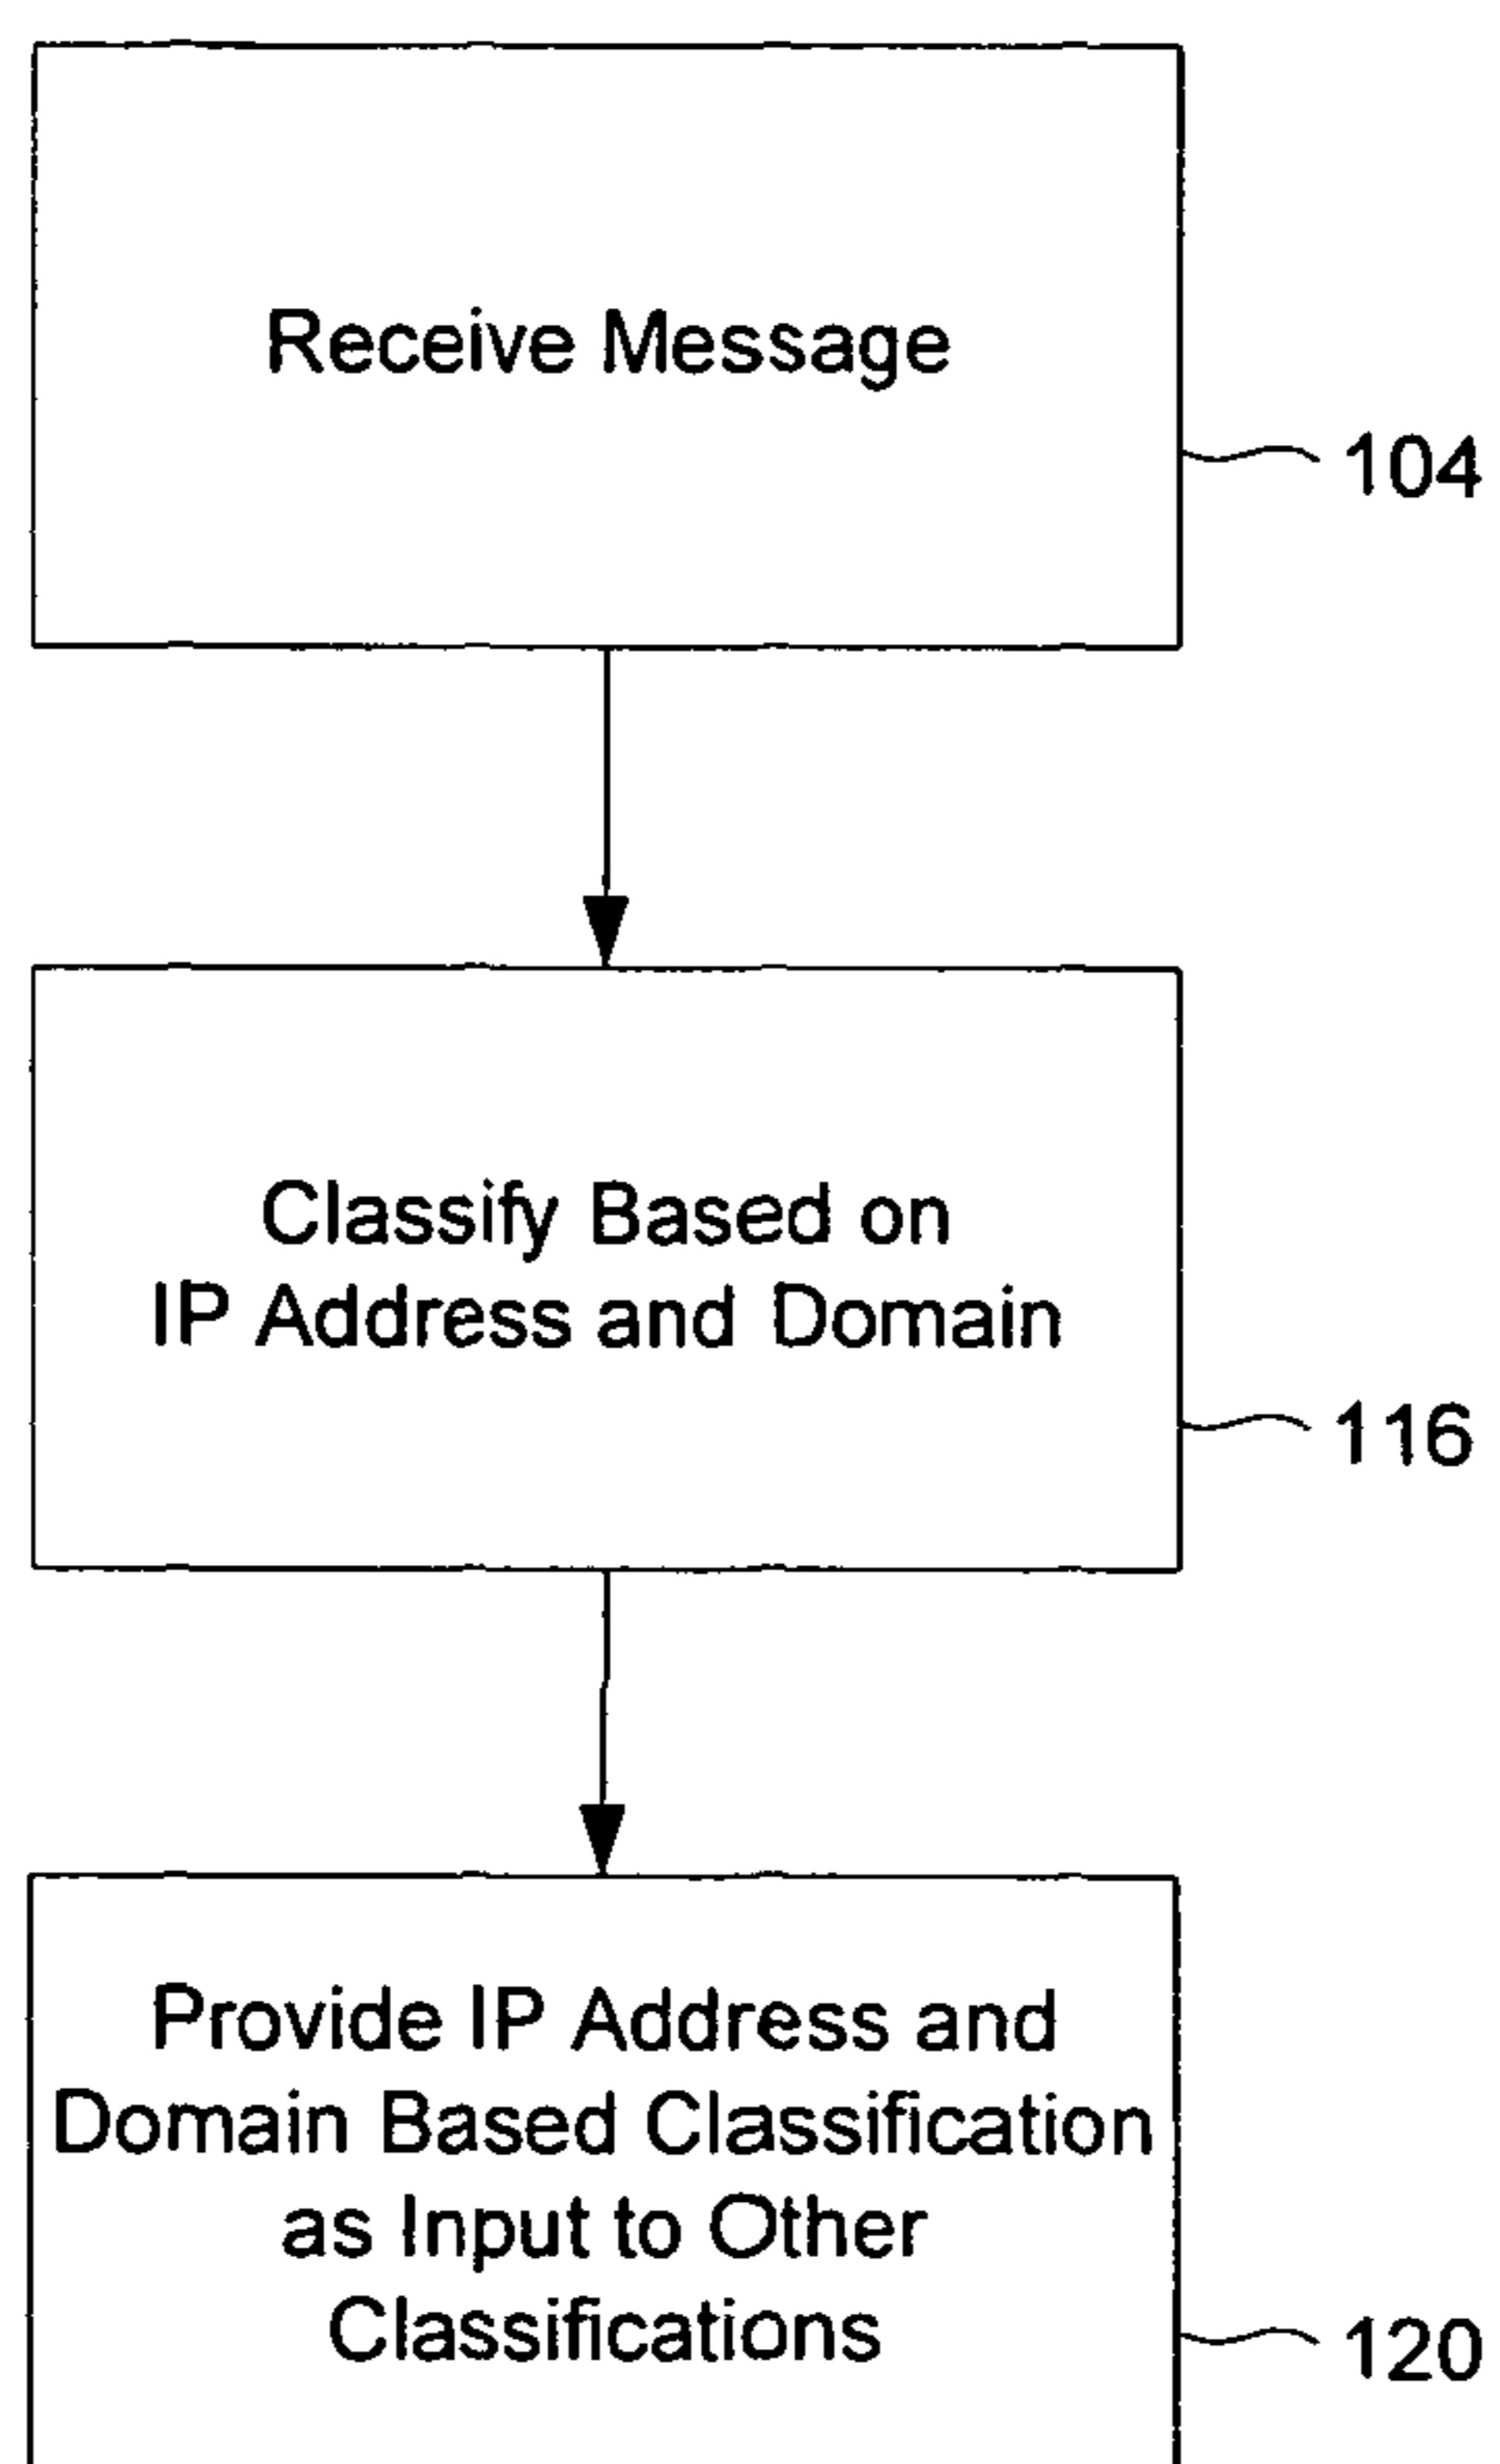 Receive Message
104
Classify Based on
IP Address and Domain
116
Provide IP Address and
Domain Based Classification
as Input to Other
Classifications
120